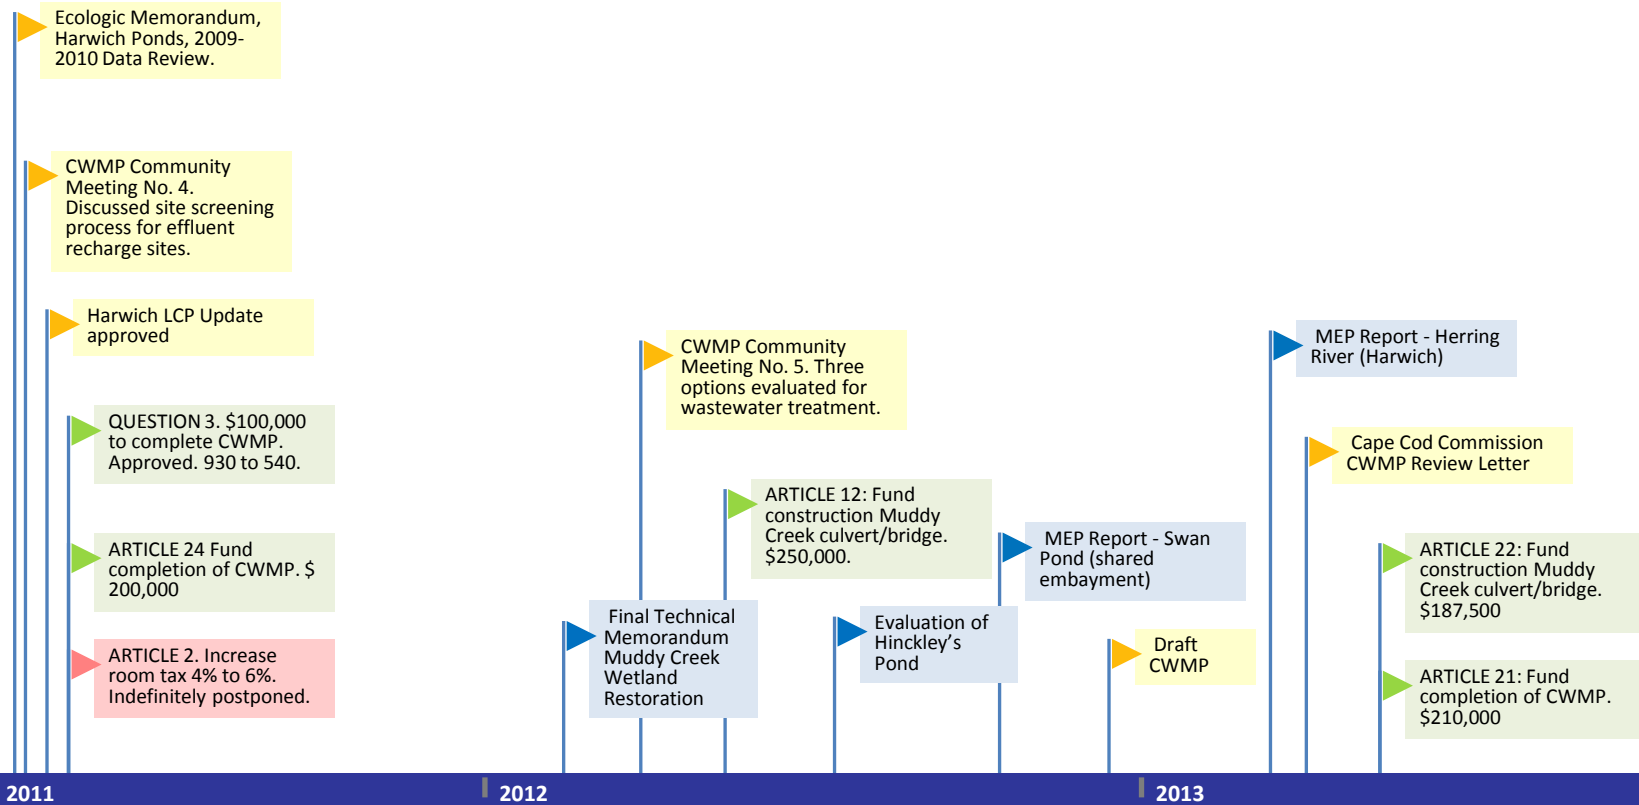 Ecologic Memorandum,
Harwich Ponds, 2009-
2010 Data Review.
CWMP Community
Meeting No. 4.
Discussed site screening
process for effluent
recharge sites.
Harwich LCP Update
approved
QUESTION 3. $100,000
to complete CWMP.
Approved. 930 to 540.
ARTICLE 24 Fund
completion of CWMP. $
200,000
ARTICLE 2. Increase
room tax 4% to 6%.
Indefinitely postponed.
Final Technical
Memorandum
Muddy Creek
Wetland
Restoration
CWMP Community
Meeting No. 5. Three
options evaluated for
wastewater treatment.
ARTICLE 12: Fund
construction Muddy
Creek culvert/bridge.
$250,000.
Evaluation of
Hinckley’s
Pond
MEP Report - Swan
Pond (shared
embayment)
Draft
CWMP
MEP Report - Herring
River (Harwich)
Cape Cod Commission
CWMP Review Letter
ARTICLE 22: Fund
construction Muddy
Creek culvert/bridge.
$187,500
ARTICLE 21: Fund
completion of CWMP.
$210,000
2011
2012
2013